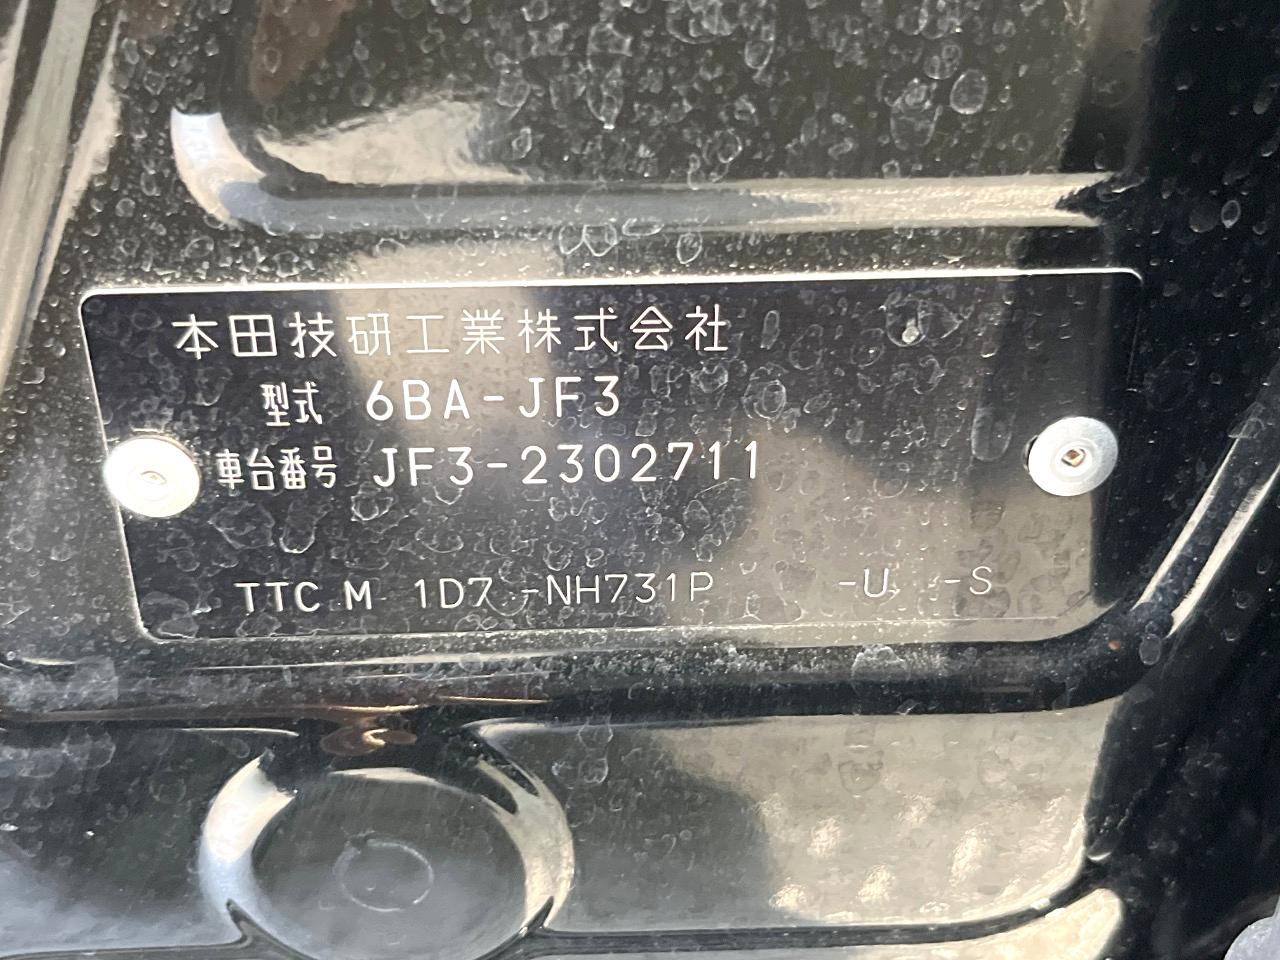 本田技研工業株式会社
型式 6BA-JF3
車台番号 JF3-2302711
TTC M 1D7 -NH731P -U -S